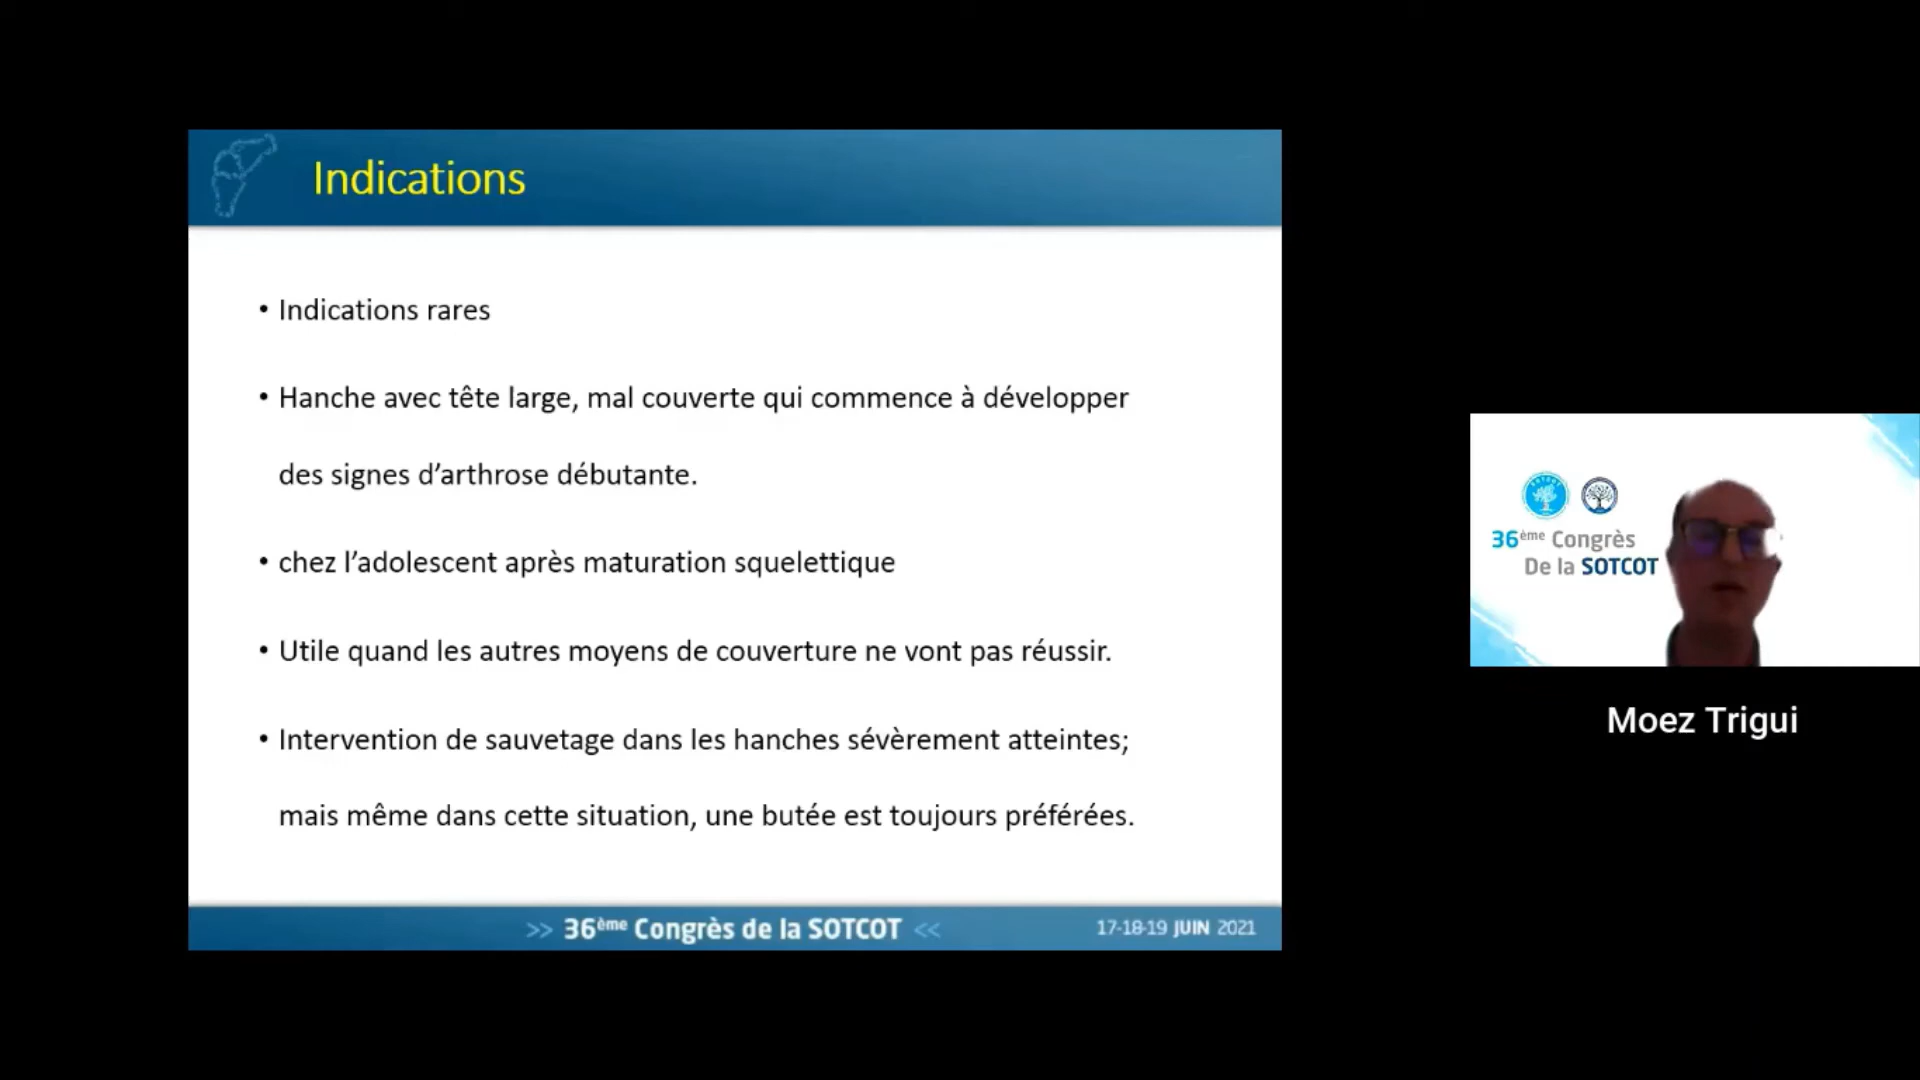 Indications
• Indications rares
• Hanche avec tête large, mal couverte qui commence à développer
des signes d’arthrose débutante.
• chez l’adolescent après maturation squelettique
• Utile quand les autres moyens de couverture ne vont pas réussir.
• Intervention de sauvetage dans les hanches sévèrement atteintes;
mais même dans cette situation, une butée est toujours préférées.
>> 36ème Congrès de la SOTCOT <<
17-18-19 JUIN 2021
36ème Congrès
De la SOTCOT
Moez Trigui